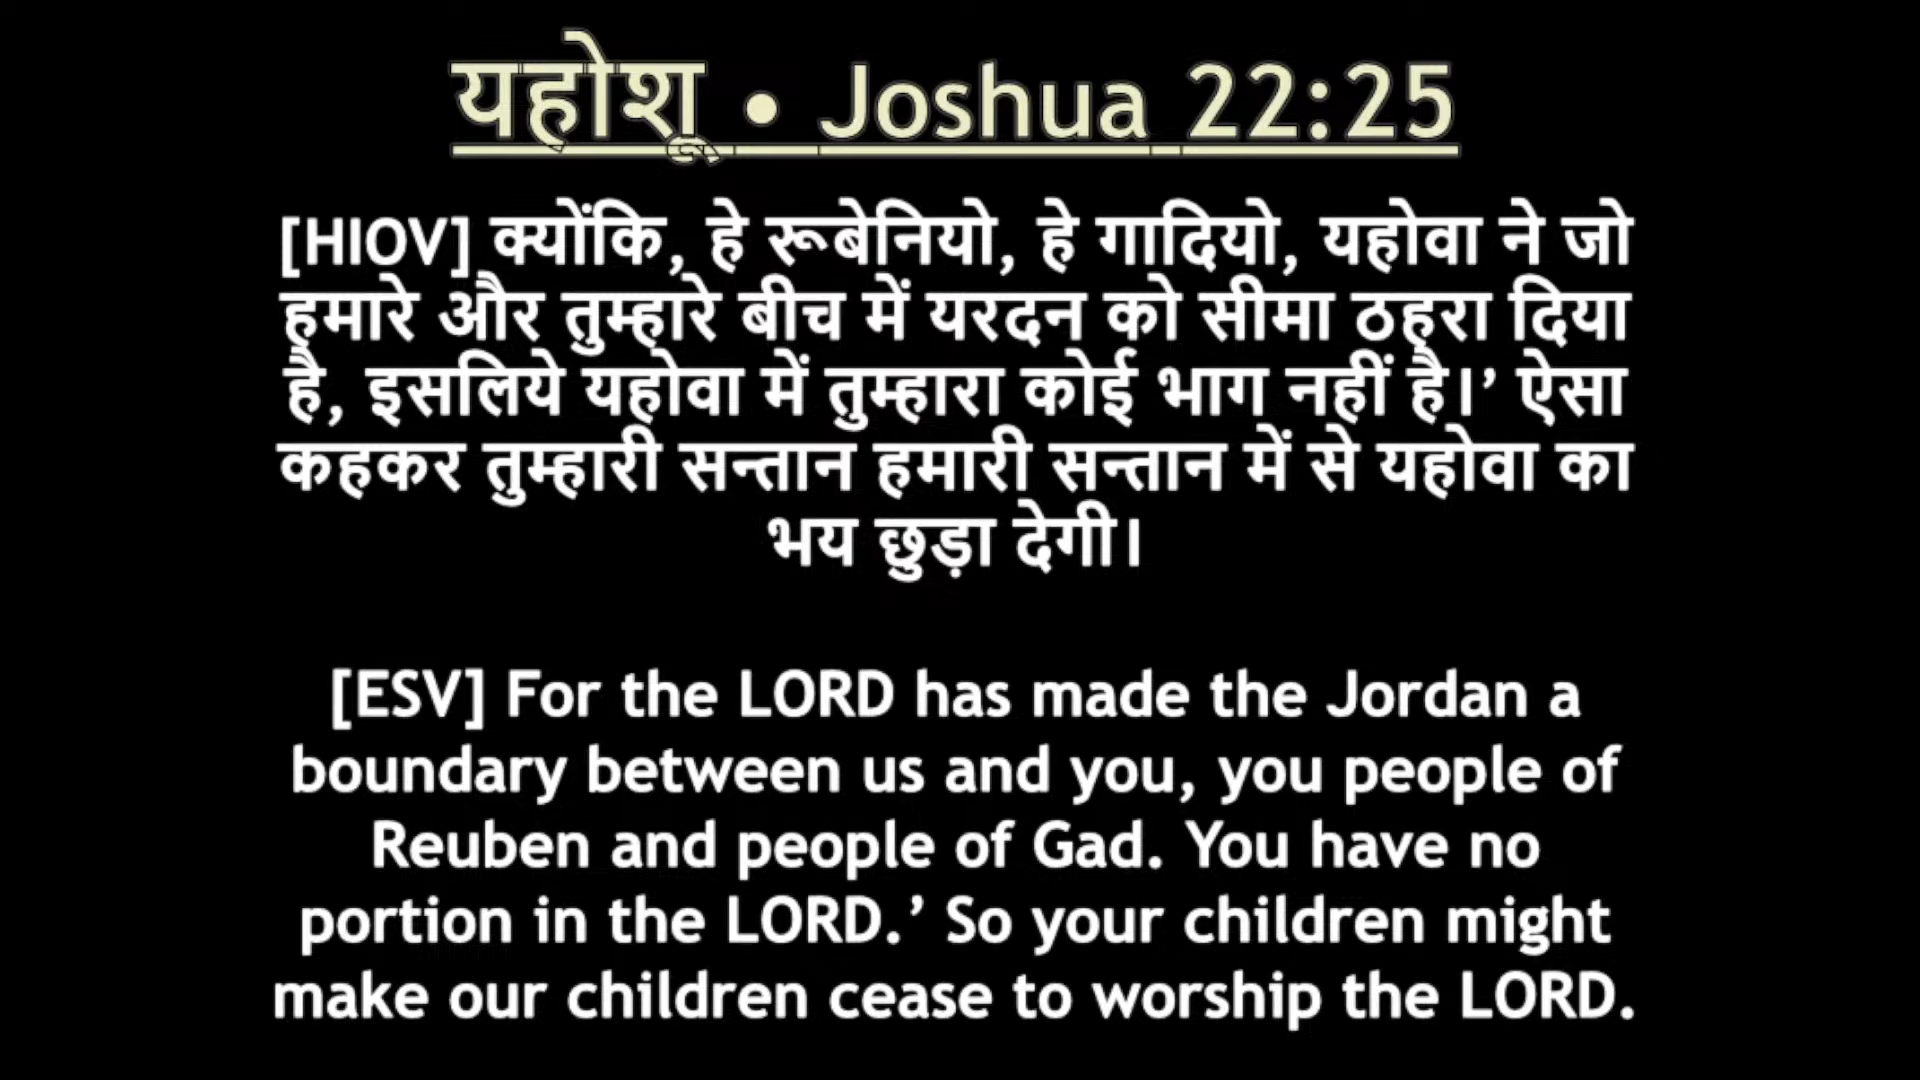 यहोशू • Joshua 22:25
[HIOV] क्योंकि, हे रूबेनियो, हे गादियो, यहोवा ने जो
हमारे और तुम्हारे बीच में यरदन को सीमा ठहरा दिया
है, इसलिये यहोवा में तुम्हारा कोई भाग नहीं है।’ ऐसा
कहकर तुम्हारी सन्तान हमारी सन्तान में से यहोवा का
भय छुड़ा देगी।
[ESV] For the LORD has made the Jordan a
boundary between us and you, you people of
Reuben and people of Gad. You have no
portion in the LORD.’ So your children might
make our children cease to worship the LORD.